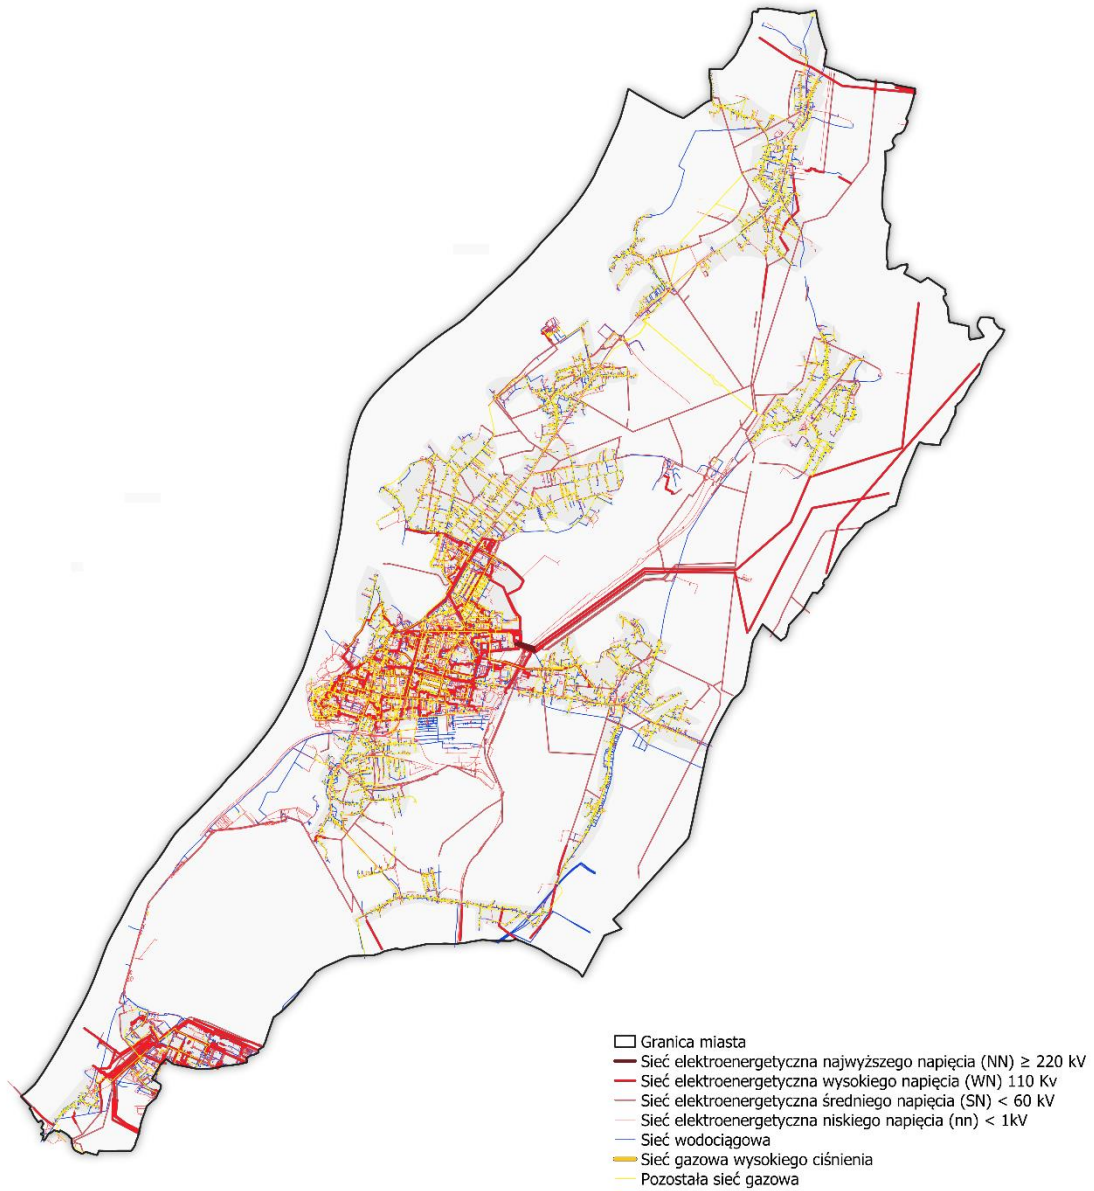 Granica miasta
Sieć elektroenergetyczna najwyższego napięcia (NN) ≥ 220 kV
Sieć elektroenergetyczna wysokiego napięcia (WN) 110 Kv
Sieć elektroenergetyczna średniego napięcia (SN) < 60 kV
Sieć elektroenergetyczna niskiego napięcia (nn) < 1kV
Sieć wodociągowa
Sieć gazowa wysokiego ciśnienia
Pozostała sieć gazowa